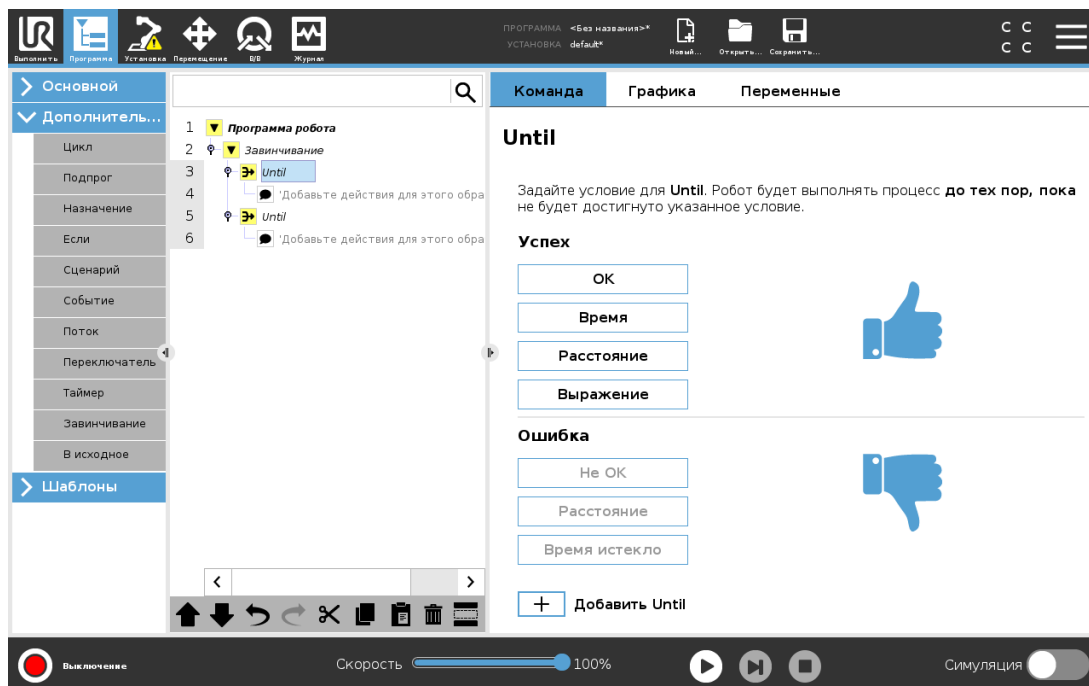 UR
Выполнить
Программа
Установка
Перемещение
В/В
Журнал
ПРОГРАММА <Без названия>*
УСТАНОВКА default*
Новый...
Открыть...
Сохранить...
C C
C C
Основной
Дополнитель...
Цикл
Подпрог
Назначение
Если
Сценарий
Событие
Поток
Переключатель
Таймер
Завинчивание
В исходное
Шаблоны
1 Программа робота
2 Завинчивание
3 Until
4 'Добавьте действия для этого обра
5 Until
6 'Добавьте действия для этого обра
Команда Графика Переменные
Until
Задайте условие для Until. Робот будет выполнять процесс до тех пор, пока
не будет достигнуто указанное условие.
Успех
OK
Время
Расстояние
Выражение
Ошибка
Не OK
Расстояние
Время истекло
+ Добавить Until
Выключение
Скорость 100%
Симуляция